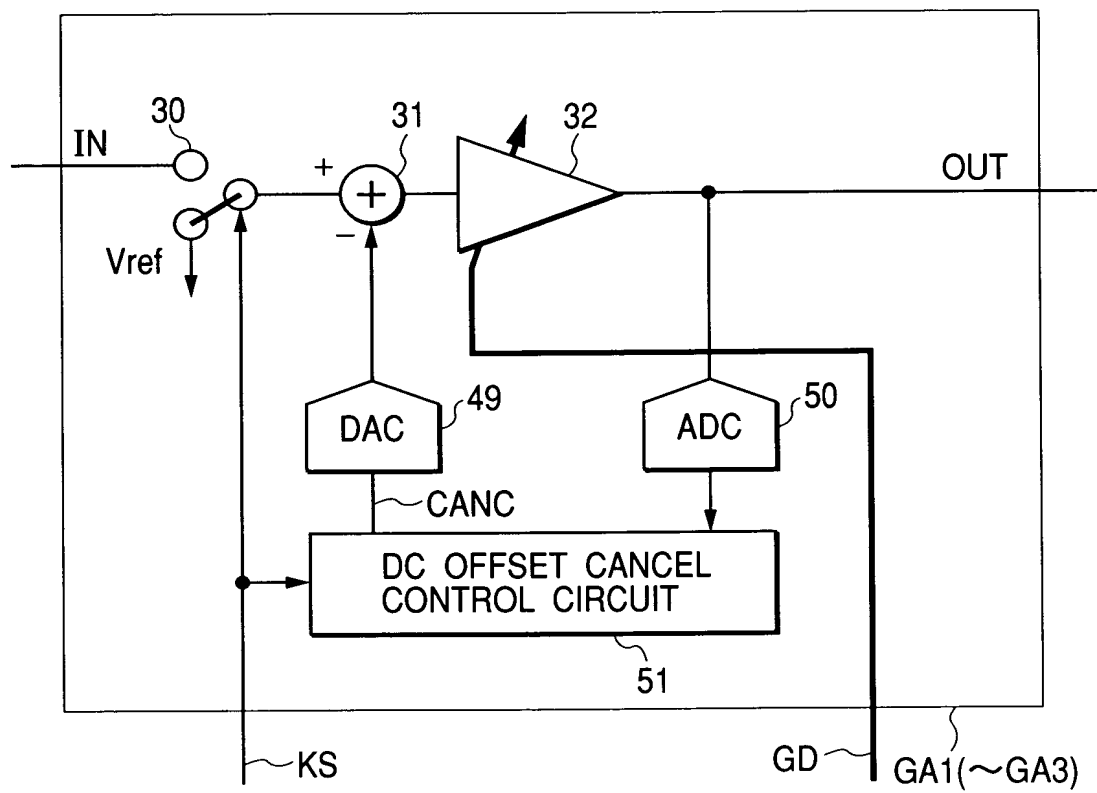 IN
30
31
32
OUT
+
+
−
Vref
DAC
49
ADC
50
CANC
DC OFFSET CANCEL
CONTROL CIRCUIT
51
KS
GD
GA1(〜GA3)